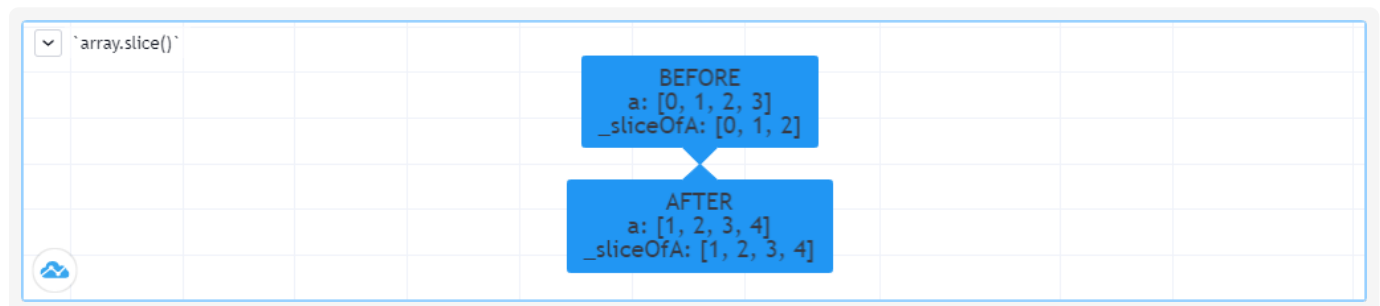 `array.slice()`
BEFORE
a: [0, 1, 2, 3]
_sliceOfA: [0, 1, 2]
AFTER
a: [1, 2, 3, 4]
_sliceOfA: [1, 2, 3, 4]